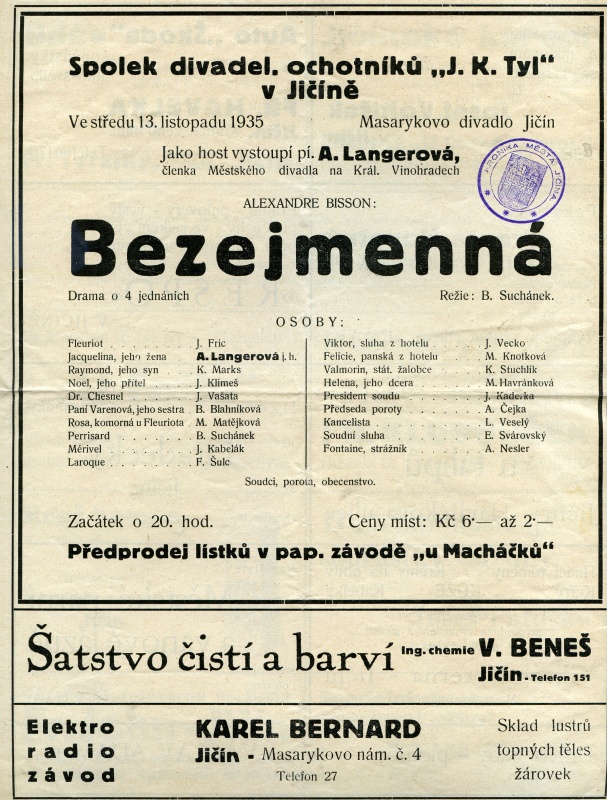 Spolek divadel. ochotníků „J. K. Tyl“
v Jičíně
Ve středu 13. listopadu 1935 Masarykovo divadlo Jičín
Jako host vystoupí pí. A. Langerová,
členka Městského divadla na Král. Vinohradech
KRONIKA MĚSTA JIČÍNA
ALEXANDRE BISSON:
Bezejmenná
Drama o 4 jednáních Režie: B. Suchánek.
OSOBY:
Fleuriot . . . . . . . J. Fric
Jacquelina, jeho žena A. Langerová j. h.
Raymond, jeho syn . . K. Marks
Noel, jeho přítel . . . J. Klimeš
Dr. Chesnel . . . . . J. Vašata
Paní Varenová, jeho sestra B. Blahníková
Rosa, komorná u Fleuriota M. Matějková
Perrisard . . . . . . B. Suchánek
Mérivel . . . . . . . J. Kabelák
Laroque . . . . . . . F. Šulc
Viktor, sluha z hotelu . . J. Vecko
Felicie, panská z hotelu . . M. Knotková
Valmorin, stát. žalobce . . K. Stuchlík
Helena, jeho dcera . . . . M. Havránková
President soudu . . . . . J. Kadeřka
Předseda poroty . . . . . A. Čejka
Kancelista . . . . . . . L. Veselý
Soudní sluha . . . . . . E. Svárovský
Fontaine, strážník . . . . A. Nesler
Soudci, porota, obecenstvo.
Začátek o 20. hod. Ceny míst: Kč 6·— až 2·—
Předprodej lístků v pap. závodě „u Macháčků“
Šatstvo čistí a barví Ing. chemie V. BENEŠ
Jičín - Telefon 151
Elektro
radio
závod
KAREL BERNARD
Jičín - Masarykovo nám. č. 4
Telefon 27
Sklad lustrů
topných těles
žárovek